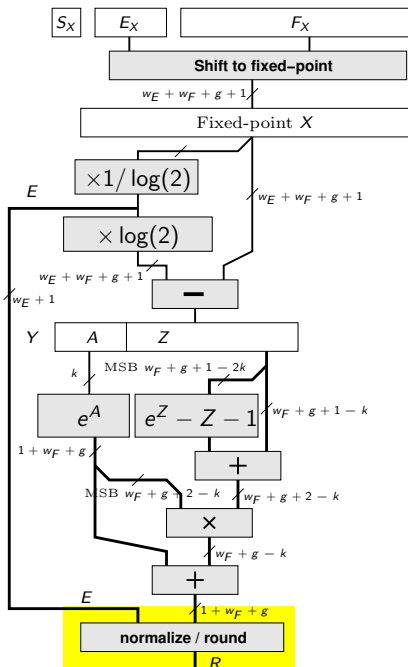 S_X E_X F_X
Shift to fixed–point
w_E + w_F + g + 1
Fixed-point X
×1/ log(2)
E
w_E + w_F + g + 1
× log(2)
w_E + w_F + g + 1
w_E + 1
−
Y A Z
MSB w_F + g + 1 − 2k
k
e^A e^Z − Z − 1
w_F + g + 1 − k
1 + w_F + g
+
MSB w_F + g + 2 − k
w_F + g + 2 − k
×
w_F + g − k
+
E
1 + w_F + g
normalize / round
R